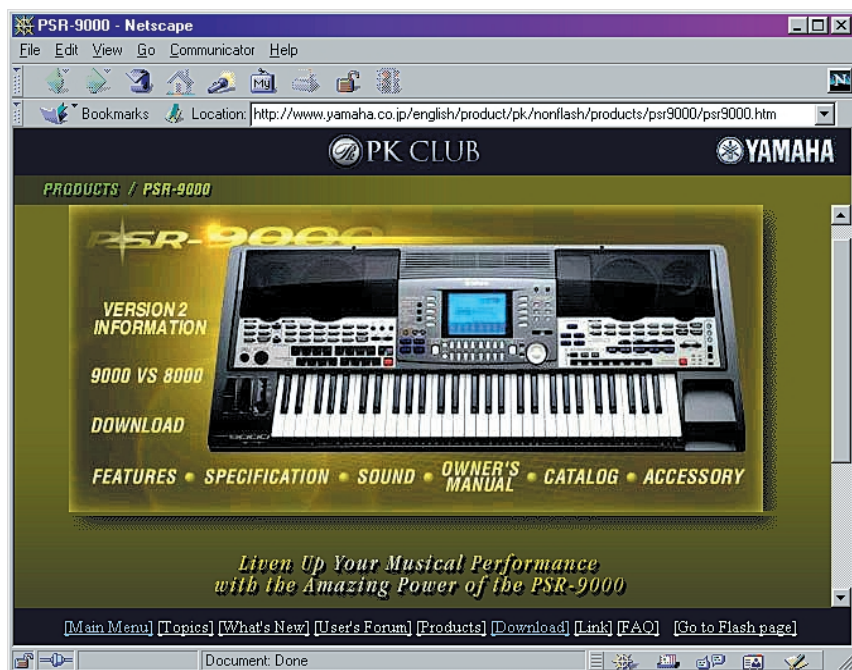 PSR-9000 - Netscape
File Edit View Go Communicator Help
My N
Bookmarks Location: http://www.yamaha.co.jp/english/product/pk/nonflash/products/psr9000/psr9000.htm
PK CLUB YAMAHA
PRODUCTS / PSR-9000
PSR-9000
VERSION 2
INFORMATION
9000 VS 8000
DOWNLOAD
FEATURES • SPECIFICATION • SOUND • OWNER'S MANUAL • CATALOG • ACCESSORY
Liven Up Your Musical Performance
with the Amazing Power of the PSR-9000
[Main Menu] [Topics] [What's New] [User's Forum] [Products] [Download] [Link] [FAQ] [Go to Flash page]
Document: Done